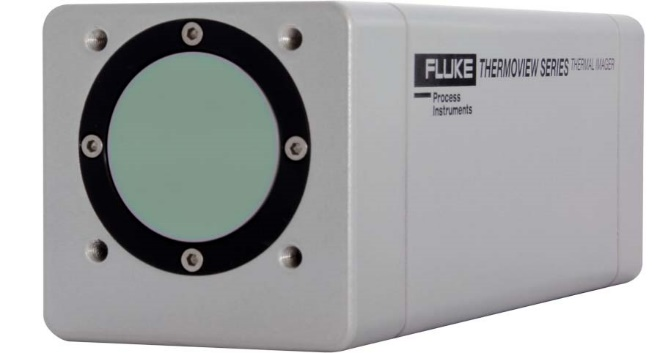 FLUKE THERMOVIEW SERIES THERMAL IMAGER
Process
Instruments